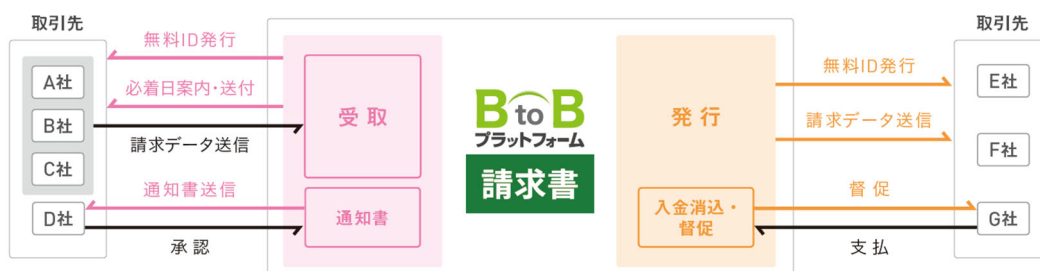 取引先
A社
B社
C社
D社
無料ID発行
必着日案内・送付
請求データ送信
通知書送信
承認
受取
通知書
BtoB
プラットフォーム
請求書
発行
入金消込・
督促
無料ID発行
請求データ送信
督促
支払
取引先
E社
F社
G社